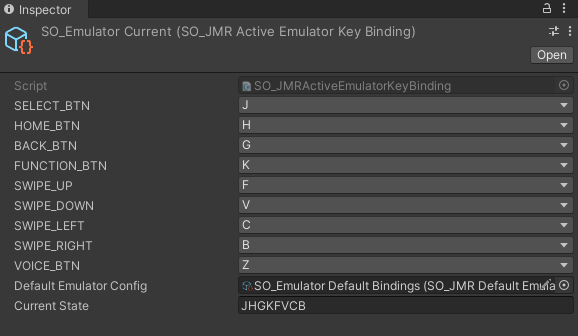 Inspector
SO_Emulator Current (SO_JMR Active Emulator Key Binding)
Open
Script SO_JMRActiveEmulatorKeyBinding
SELECT_BTN J
HOME_BTN H
BACK_BTN G
FUNCTION_BTN K
SWIPE_UP F
SWIPE_DOWN V
SWIPE_LEFT C
SWIPE_RIGHT B
VOICE_BTN Z
Default Emulator Config SO_Emulator Default Bindings (SO_JMR Default Emula
Current State JHGKFVCB